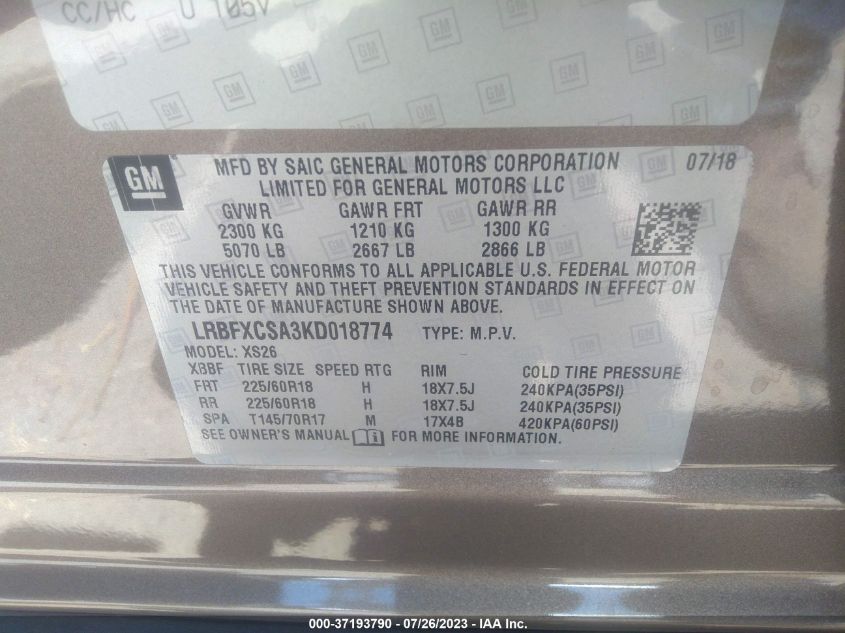 CC/HC U 105V
GM
MFD BY SAIC GENERAL MOTORS CORPORATION 07/18
LIMITED FOR GENERAL MOTORS LLC
GVWR GAWR FRT GAWR RR
2300 KG 1210 KG 1300 KG
5070 LB 2667 LB 2866 LB
THIS VEHICLE CONFORMS TO ALL APPLICABLE U.S. FEDERAL MOTOR
VEHICLE SAFETY AND THEFT PREVENTION STANDARDS IN EFFECT ON
THE DATE OF MANUFACTURE SHOWN ABOVE.
LRBFXCSA3KD018774 TYPE: M.P.V.
MODEL: XS26
XBBF TIRE SIZE SPEED RTG RIM COLD TIRE PRESSURE
FRT 225/60R18 H 18X7.5J 240KPA(35PSI)
RR 225/60R18 H 18X7.5J 240KPA(35PSI)
SPA T145/70R17 M 17X4B 420KPA(60PSI)
SEE OWNER'S MANUAL FOR MORE INFORMATION.
000-37193790 - 07/26/2023 - IAA Inc.